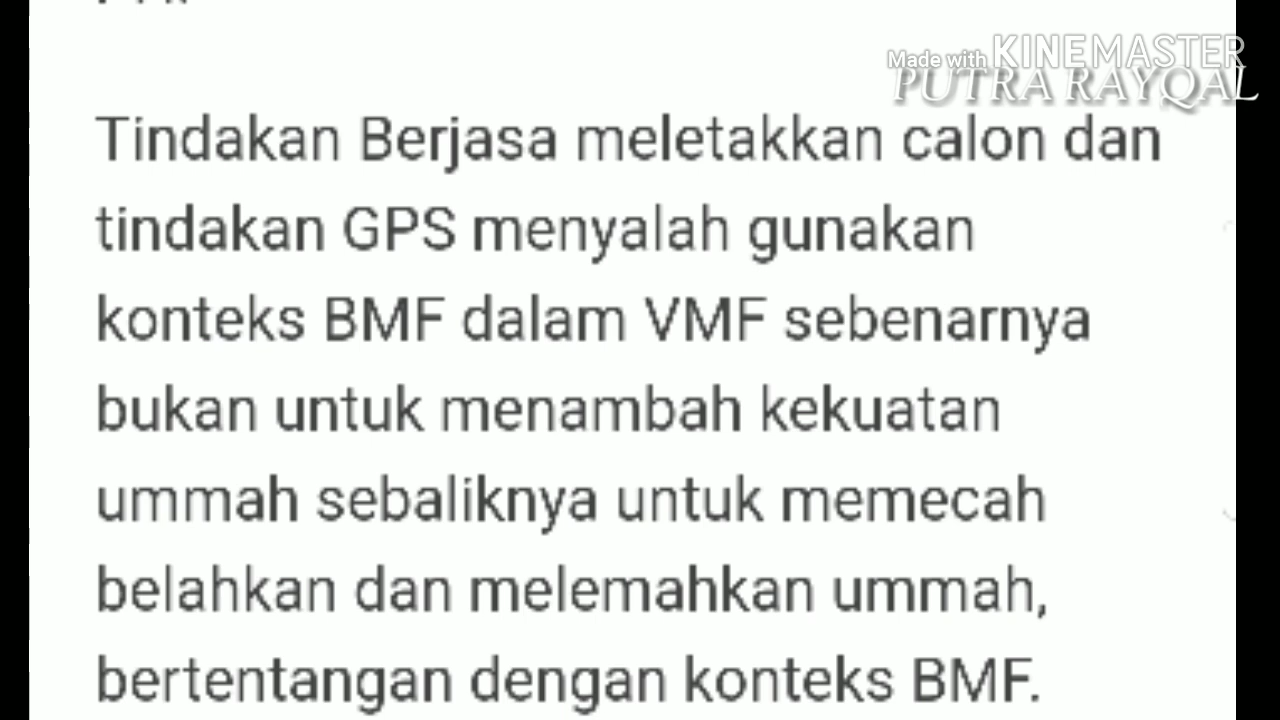 Made with KINEMASTER
PUTRA RAYQAL
Tindakan Berjasa meletakkan calon dan
tindakan GPS menyalah gunakan
konteks BMF dalam VMF sebenarnya
bukan untuk menambah kekuatan
ummah sebaliknya untuk memecah
belahkan dan melemahkan ummah,
bertentangan dengan konteks BMF.